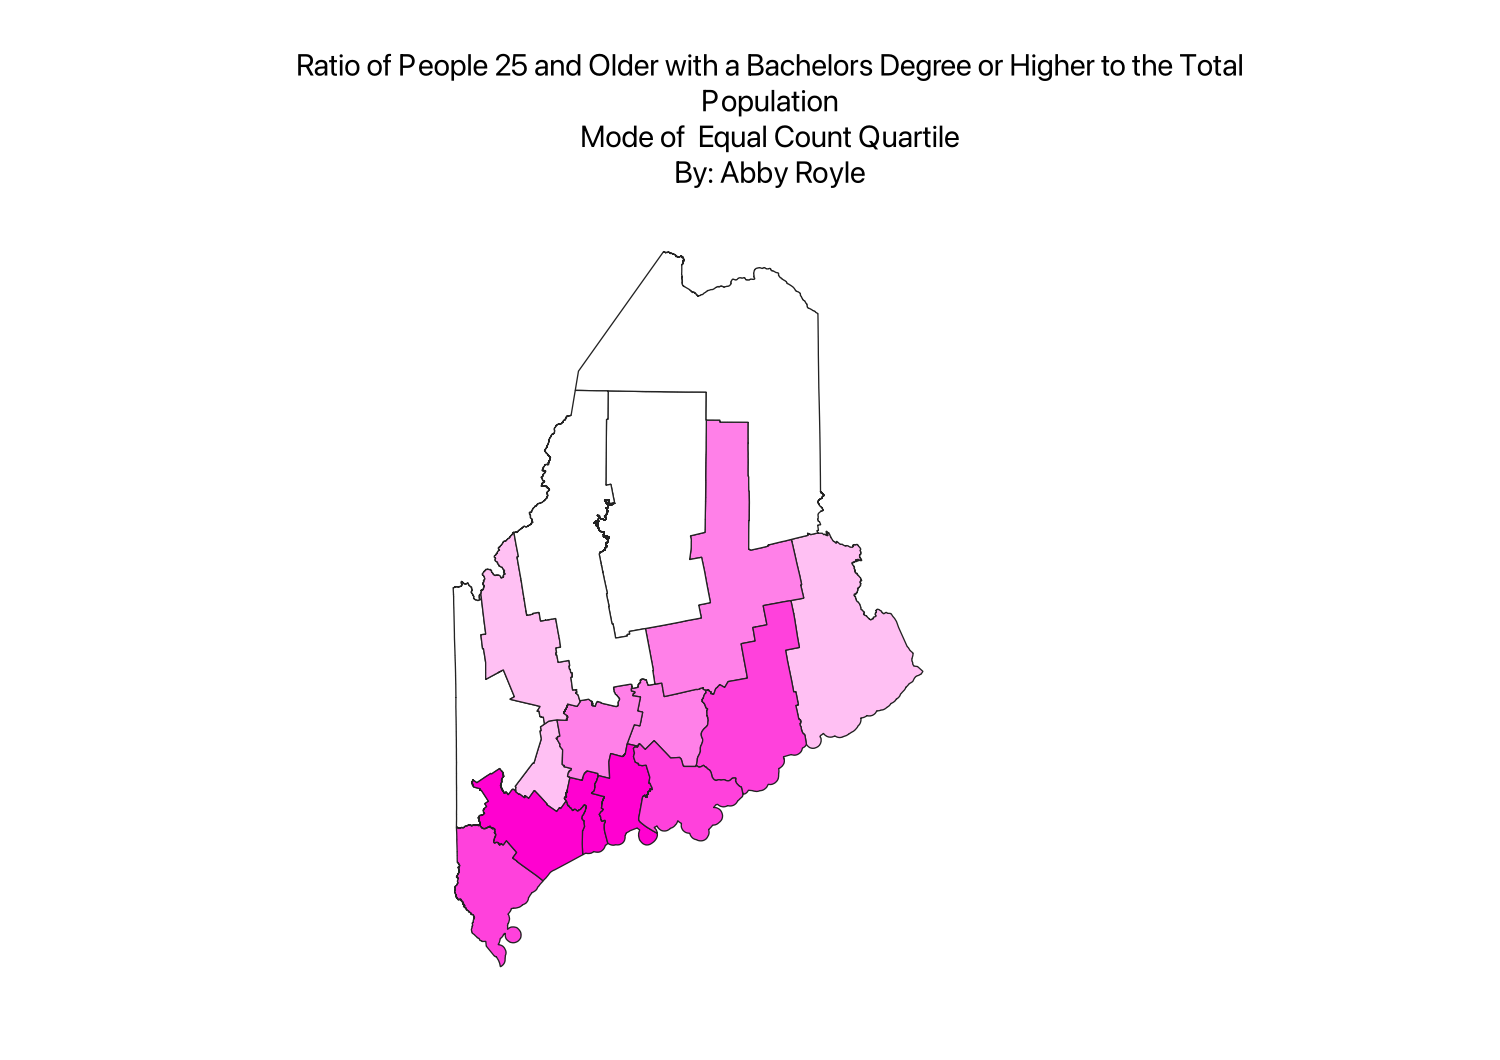 Ratio of People 25 and Older with a Bachelors Degree or Higher to the Total
Population
Mode of  Equal Count Quartile
By: Abby Royle